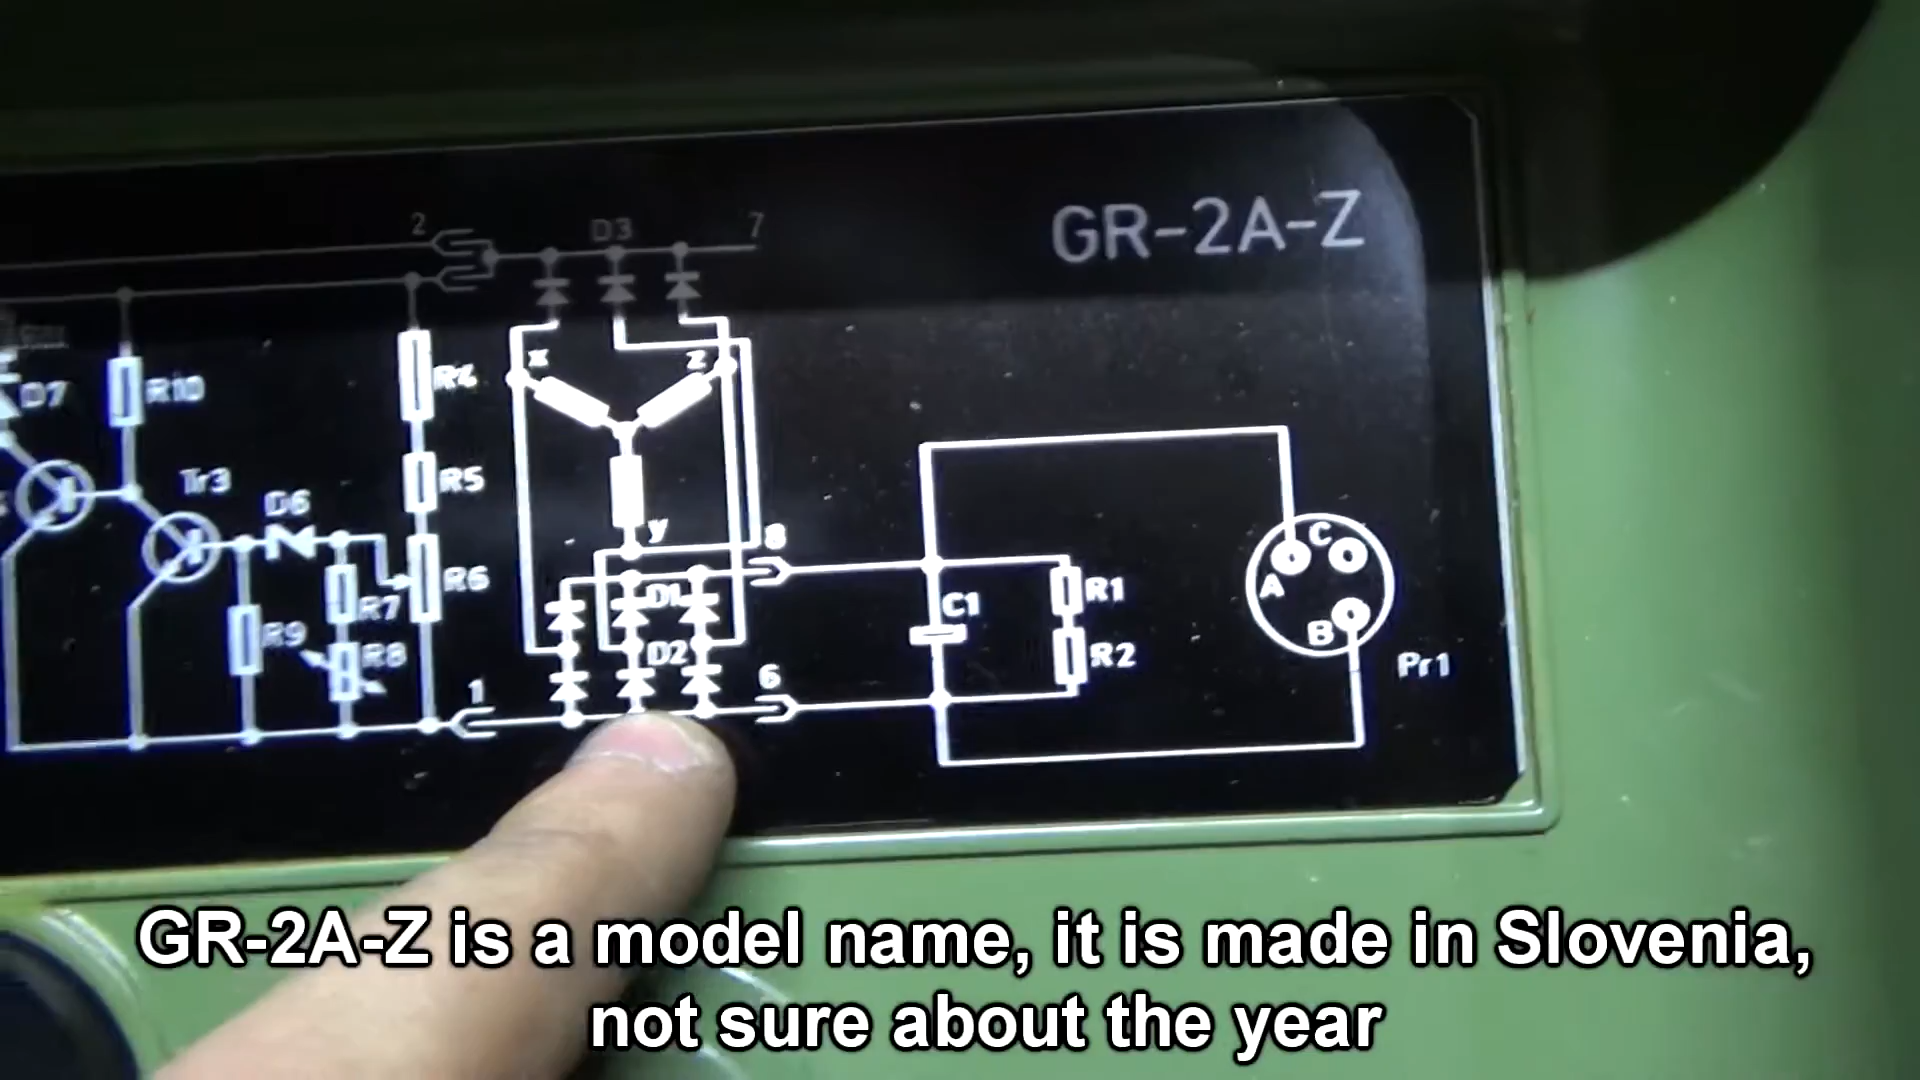 GR-2A-Z
2
D3
7
D7
R10
R4
x
z
Tr3
D6
R5
y
8
R9
R7
R8
R6
D1
D2
1
6
C1
R1
R2
A
C
B
Pr1
GR-2A-Z is a model name, it is made in Slovenia,
not sure about the year